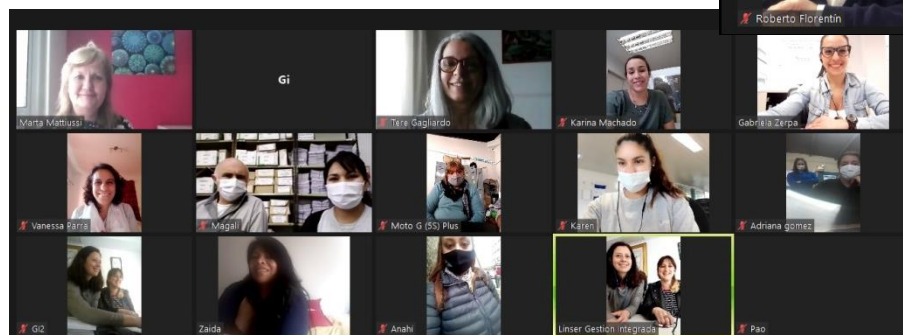 Roberto Florentín
Marta Mattiussi
Gi
Tere Gagliardo
Karina Machado
Gabriela Zerpa
Vanessa Parra
Magali
Moto G (5S) Plus
Karen
Adriana gomez
Gi2
Zaida
Anahi
Linser Gestion Integrada
Pao